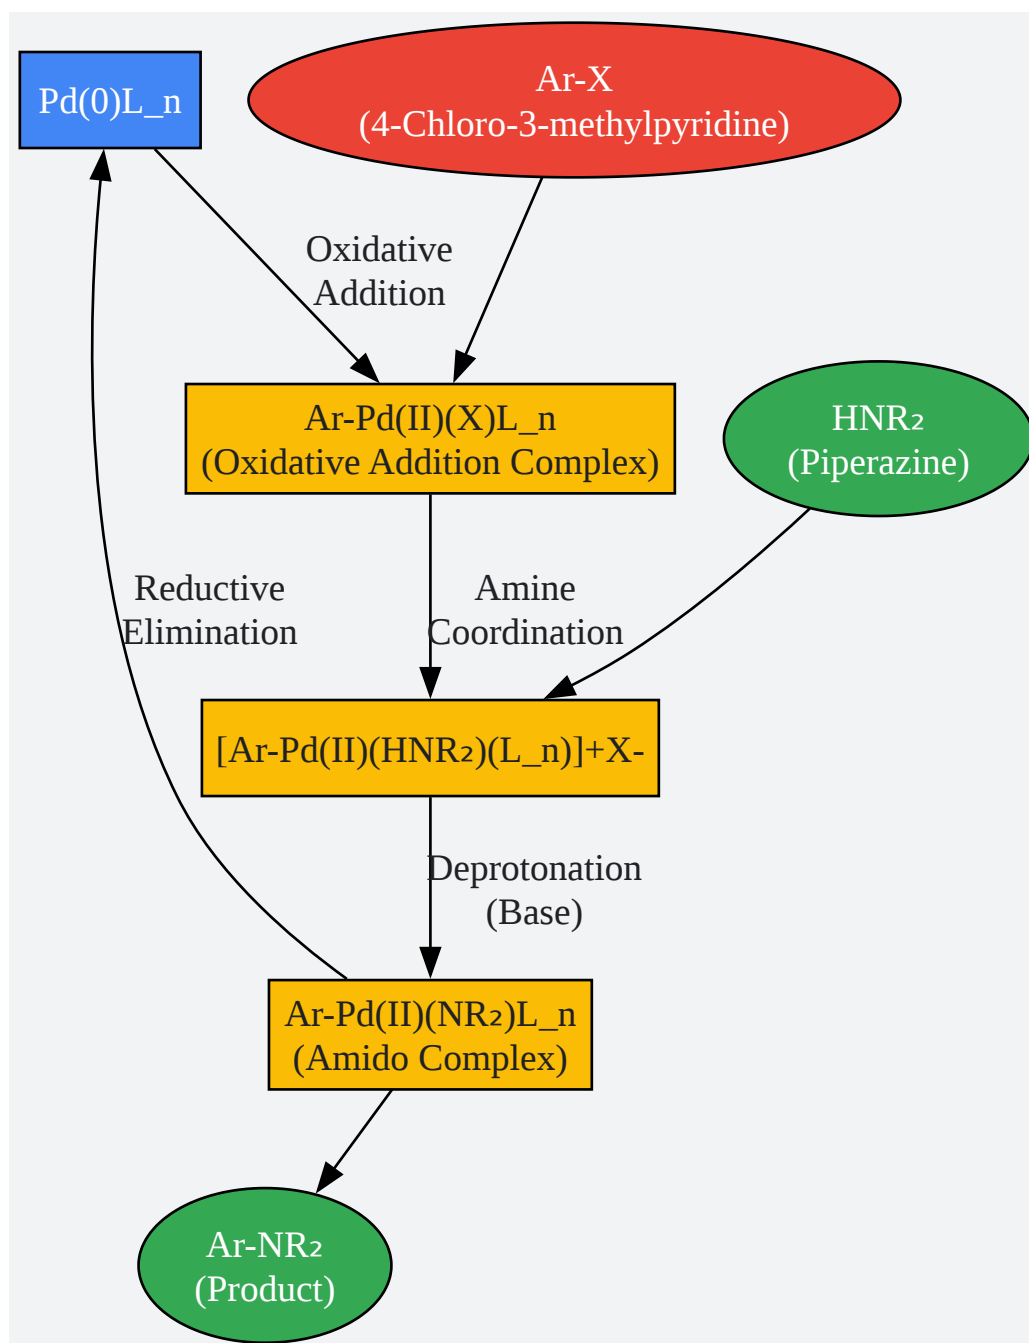 Pd(0)L_n
Ar-X
(4-Chloro-3-methylpyridine)
Oxidative
Addition
Ar-Pd(II)(X)L_n
(Oxidative Addition Complex)
HNR₂
(Piperazine)
Reductive
Elimination
Amine
Coordination
[Ar-Pd(II)(HNR₂)(L_n)]+X-
Deprotonation
(Base)
Ar-Pd(II)(NR₂)L_n
(Amido Complex)
Ar-NR₂
(Product)